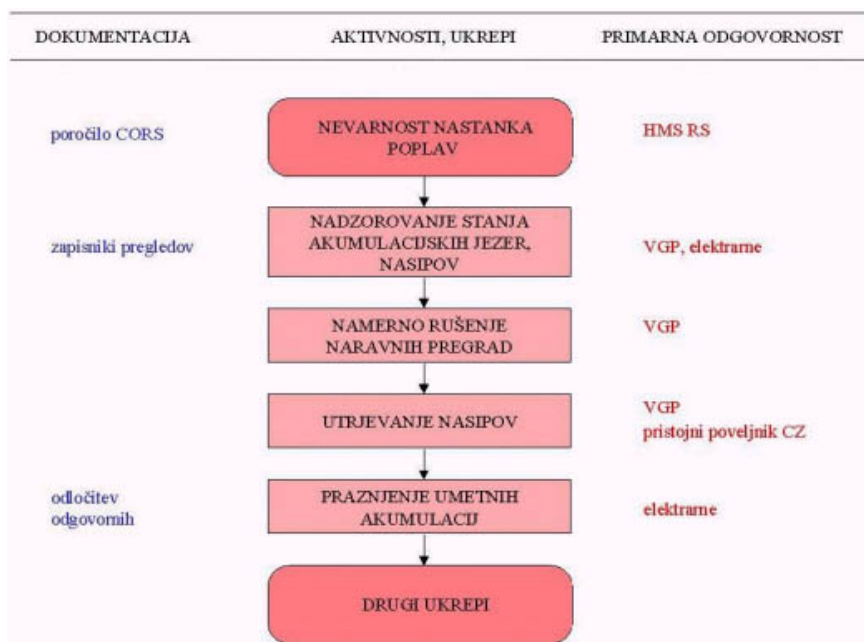 DOKUMENTACIJA
AKTIVNOSTI, UKREPI
PRIMARNA ODGOVORNOST
poročilo CORS
NEVARNOST NASTANKA
POPLAV
HMS RS
zapisniki pregledov
NADZOROVANJE STANJA
AKUMULACIJSKIH JEZER,
NASIPOV
VGP, elektrarne
NAMERNO RUŠENJE
NARAVNIH PREGRAD
VGP
UTRJEVANJE NASIPOV
VGP
pristojni poveljnik CZ
odločitev
odgovornih
PRAZNJENJE UMETNIH
AKUMULACIJ
elektrarne
DRUGI UKREPI